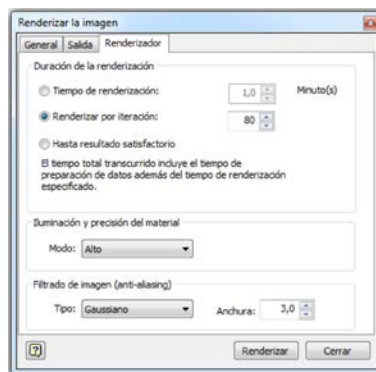 Renderizar la imagen
General Salida Renderizador
Duración de la renderización
Tiempo de renderización: 1,0 Minuto(s)
Renderizar por iteración: 80
Hasta resultado satisfactorio
El tiempo total transcurrido incluye el tiempo de
preparación de datos además del tiempo de renderización
especificado.
Iluminación y precisión del material
Modo: Alto
Filtrado de imagen (anti-aliasing)
Tipo: Gaussiano Anchura: 3,0
? Renderizar Cerrar